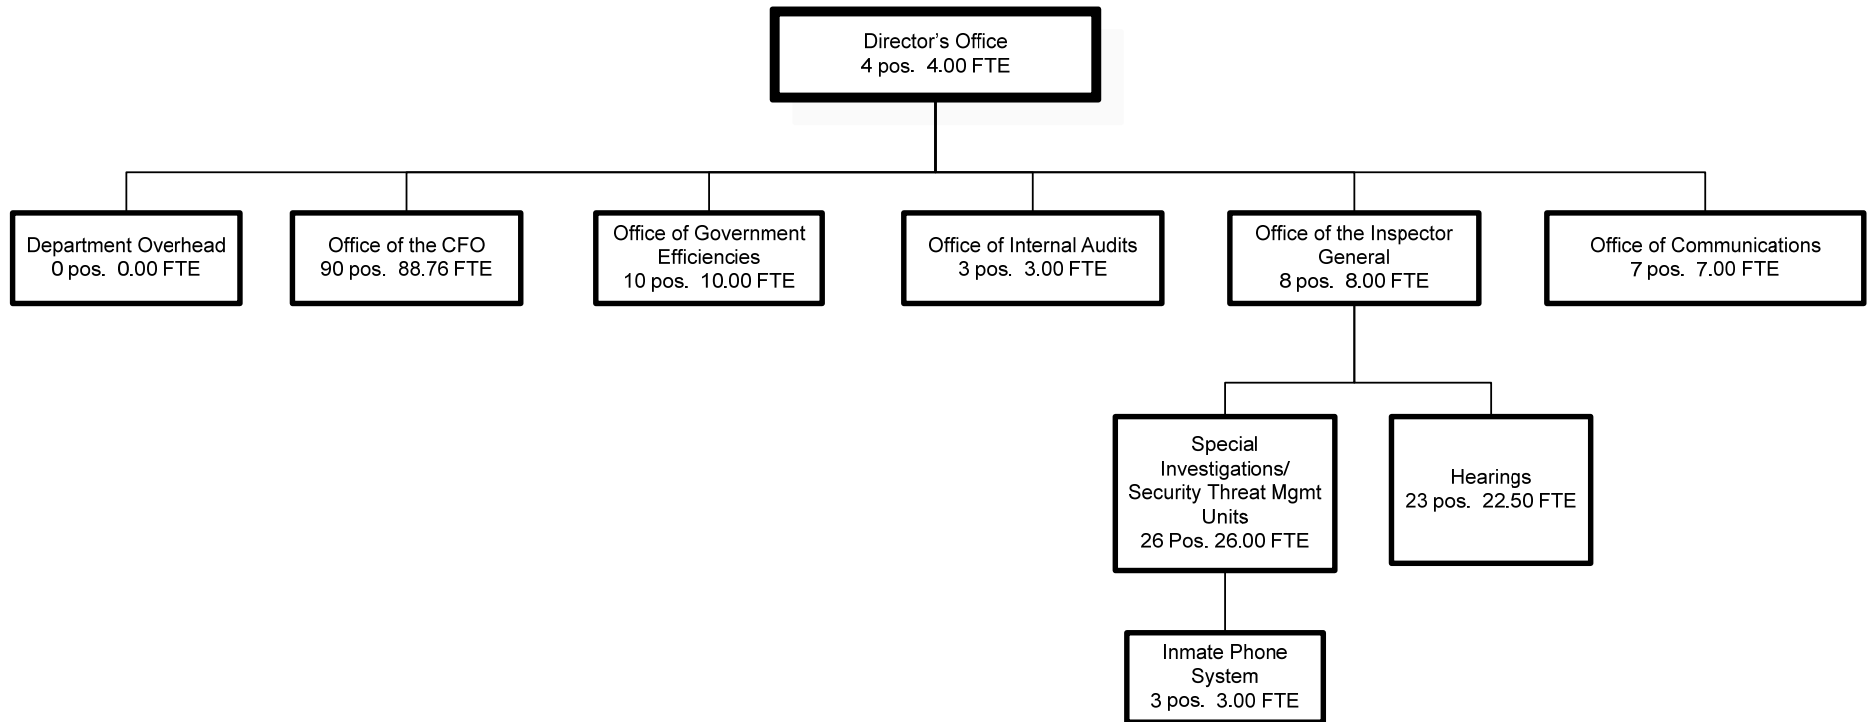 Director's Office
4 pos.  4.00 FTE
Department Overhead
0 pos.  0.00 FTE
Office of the CFO
90 pos.  88.76 FTE
Office of Government
Efficiencies
10 pos.  10.00 FTE
Office of Internal Audits
3 pos.  3.00 FTE
Office of the Inspector
General
8 pos.  8.00 FTE
Office of Communications
7 pos.  7.00 FTE
Special
Investigations/
Security Threat Mgmt
Units
26 Pos. 26.00 FTE
Hearings
23 pos.  22.50 FTE
Inmate Phone
System
3 pos.  3.00 FTE